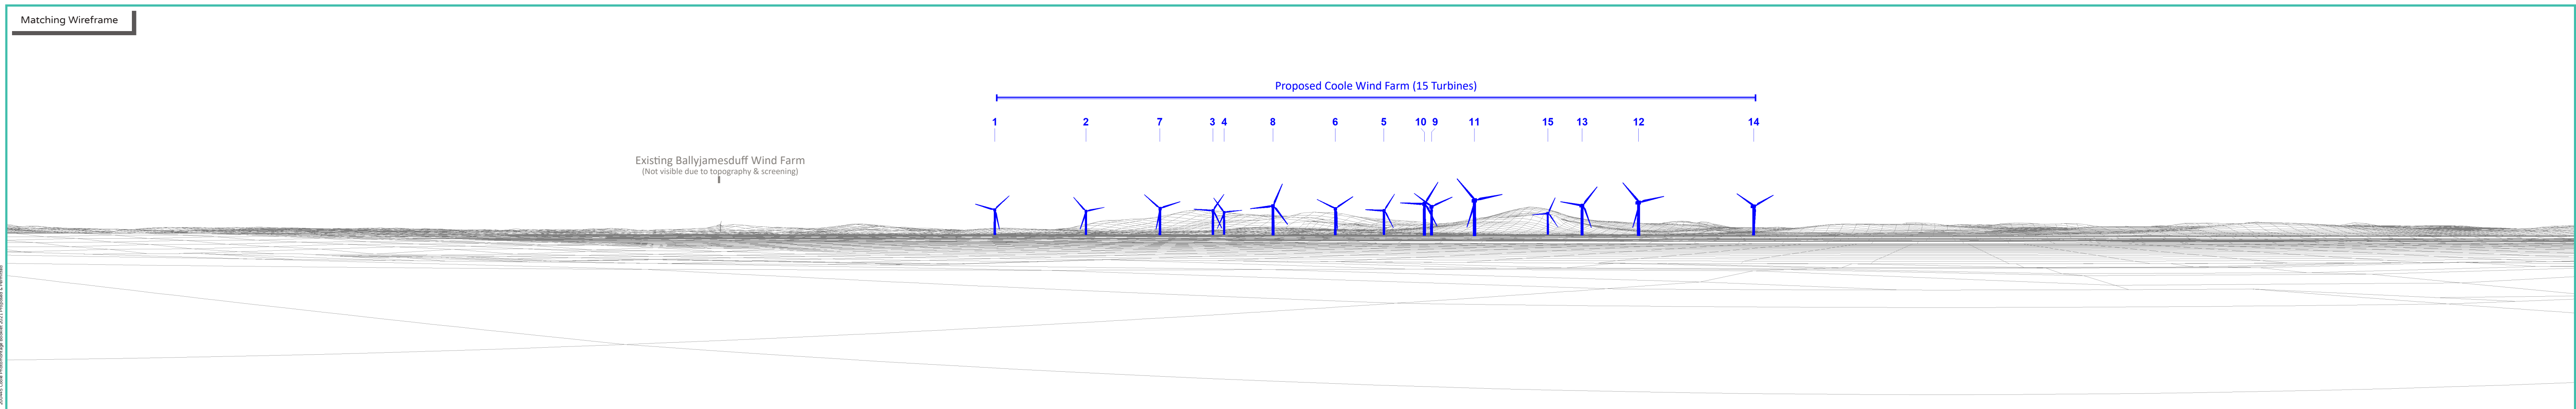 Matching Wireframe
Proposed Coole Wind Farm (15 Turbines)
1 2 7 3 4 8 6 5 10 9 11 15 13 12 14
Existing Ballyjamesduff Wind Farm
(Not visible due to topography & screening)